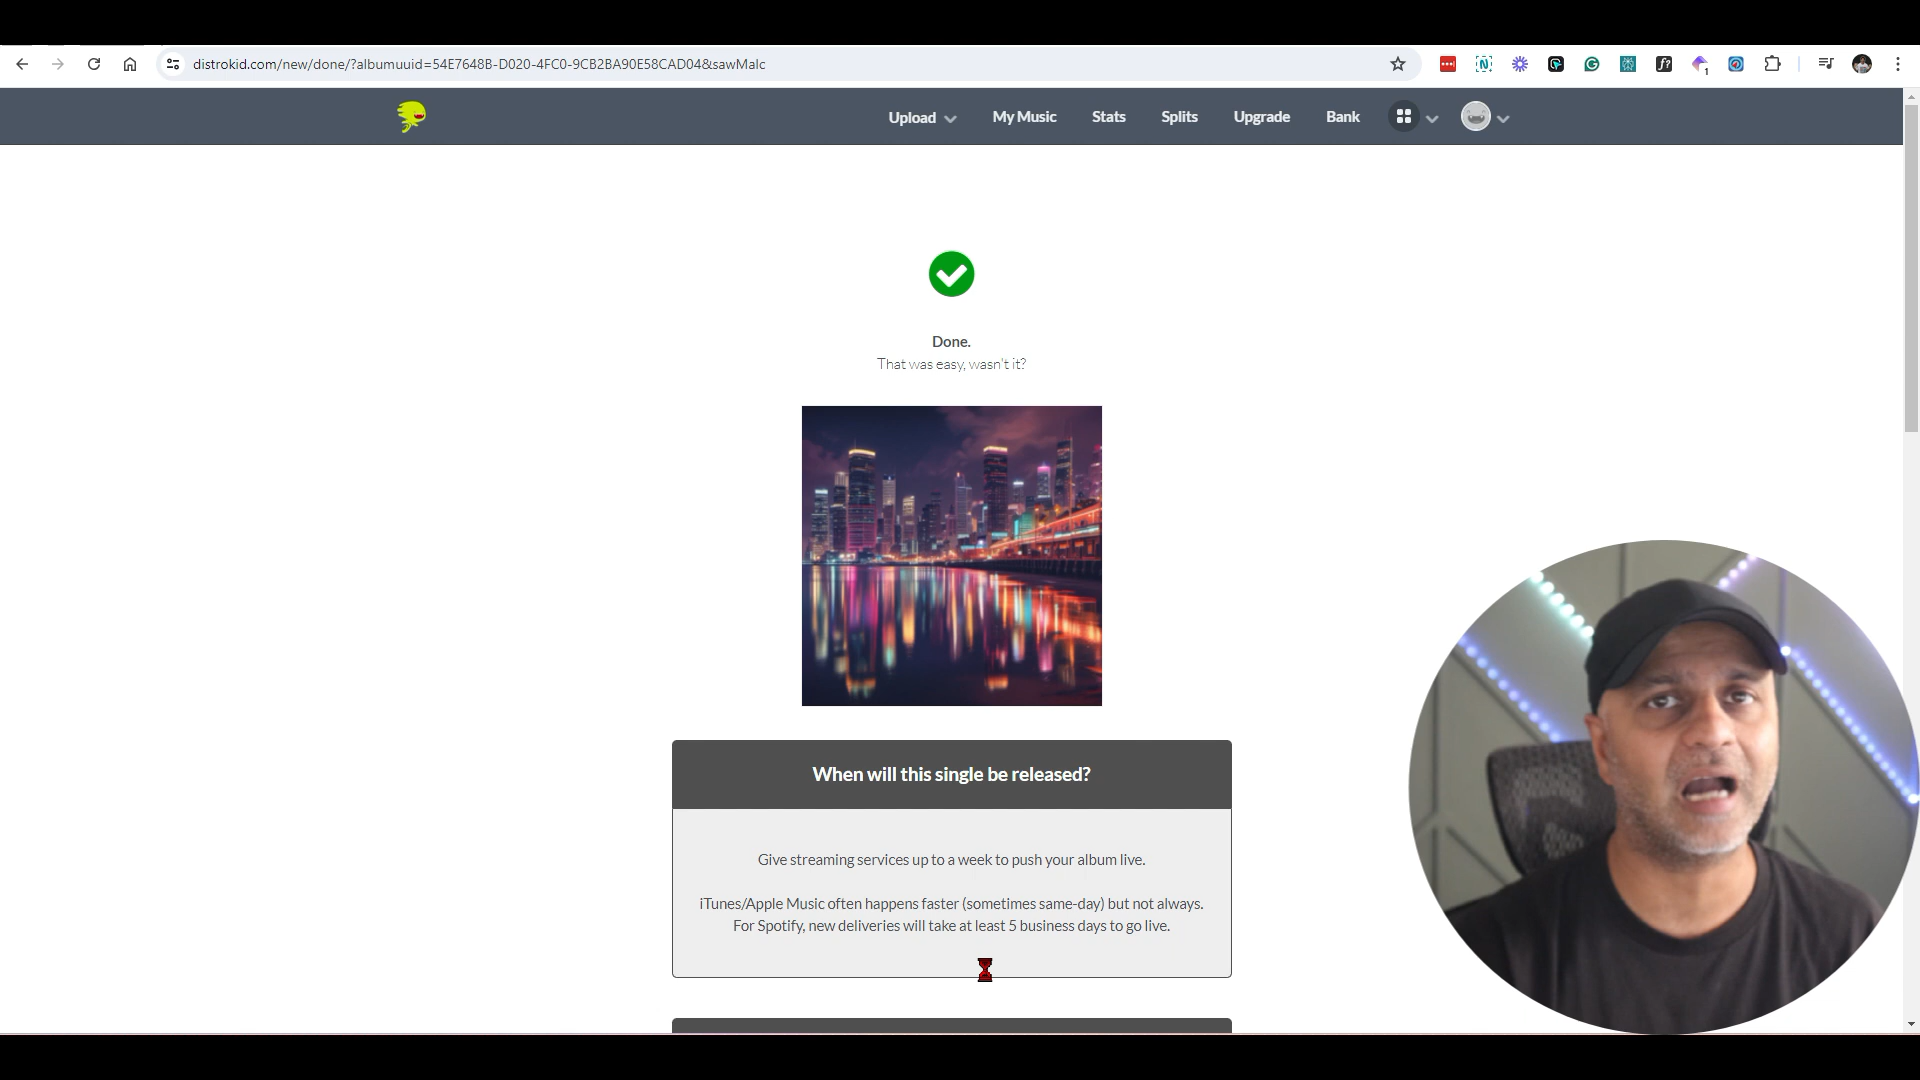 distrokid.com/new/done/?albumuuid=54E7648B-D020-4FC0-9CB2BA90E58CAD04&sawMalc
Upload
My Music
Stats
Splits
Upgrade
Bank
Done.
That was easy, wasn't it?
When will this single be released?
Give streaming services up to a week to push your album live.
iTunes/Apple Music often happens faster (sometimes same-day) but not always.
For Spotify, new deliveries will take at least 5 business days to go live.